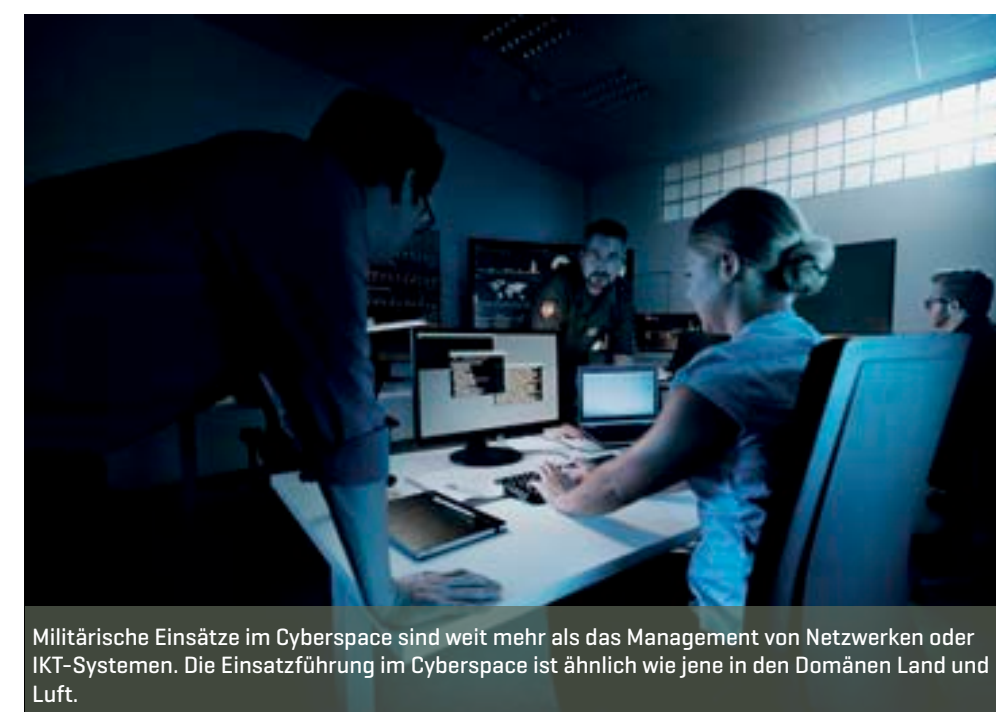 Militärische Einsätze im Cyberspace sind weit mehr als das Management von Netzwerken oder
IKT-Systemen. Die Einsatzführung im Cyberspace ist ähnlich wie jene in den Domänen Land und
Luft.